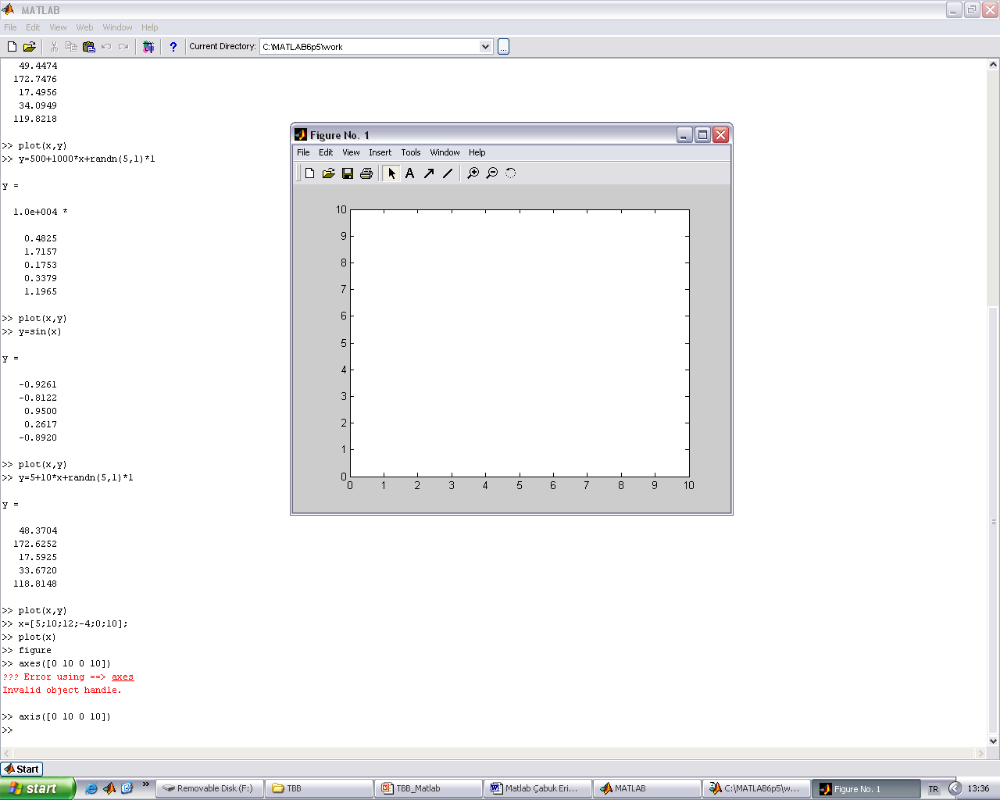 MATLAB
File Edit View Web Window Help
Current Directory: C:\MATLAB6p5\work ...
49.4474
172.7476
17.4956
34.0949
119.8218
>> plot(x,y)
>> y=500+1000*x+randn(5,1)*1
y =
1.0e+004 *
0.4825
1.7157
0.1753
0.3379
1.1965
>> plot(x,y)
>> y=sin(x)
y =
-0.9261
-0.8122
0.9500
0.2617
-0.8920
>> plot(x,y)
>> y=5+10*x+randn(5,1)*1
y =
48.3704
172.6252
17.5925
33.6720
118.8148
>> plot(x,y)
>> x=[5;10;12;-4;0;10];
>> plot(x)
>> figure
>> axes([0 10 0 10])
??? Error using ==> axes
Invalid object handle.
>> axis([0 10 0 10])
>>
Figure No. 1
File Edit View Insert Tools Window Help
A
10
9
8
7
6
5
4
3
2
1
0
0 1 2 3 4 5 6 7 8 9 10
Start
start
Removable Disk (F:) TBB TBB_Matlab Matlab Çabuk Eri... MATLAB C:\MATLAB6p5\w... Figure No. 1 TR 13:36